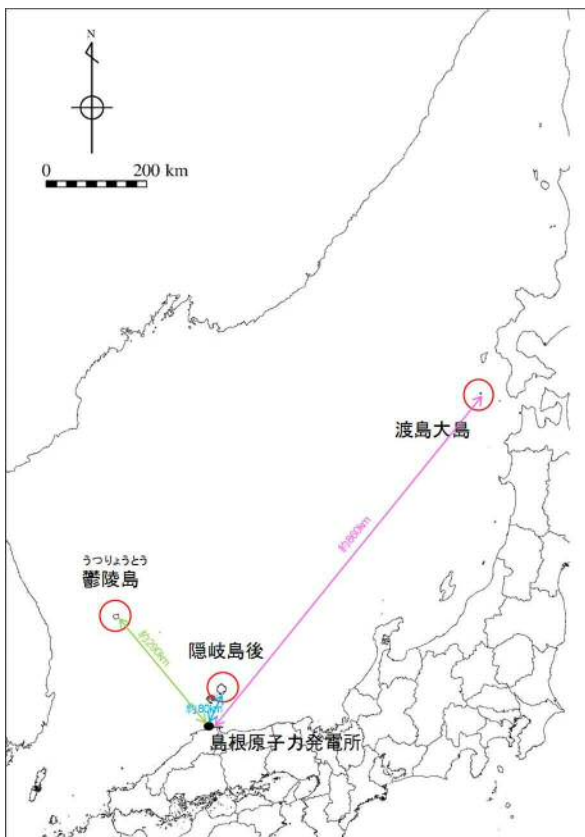 N
0 200 km
渡島大島
約860km
うつりょうとう
鬱陵島
約290km
隠岐島後
約80km
島根原子力発電所